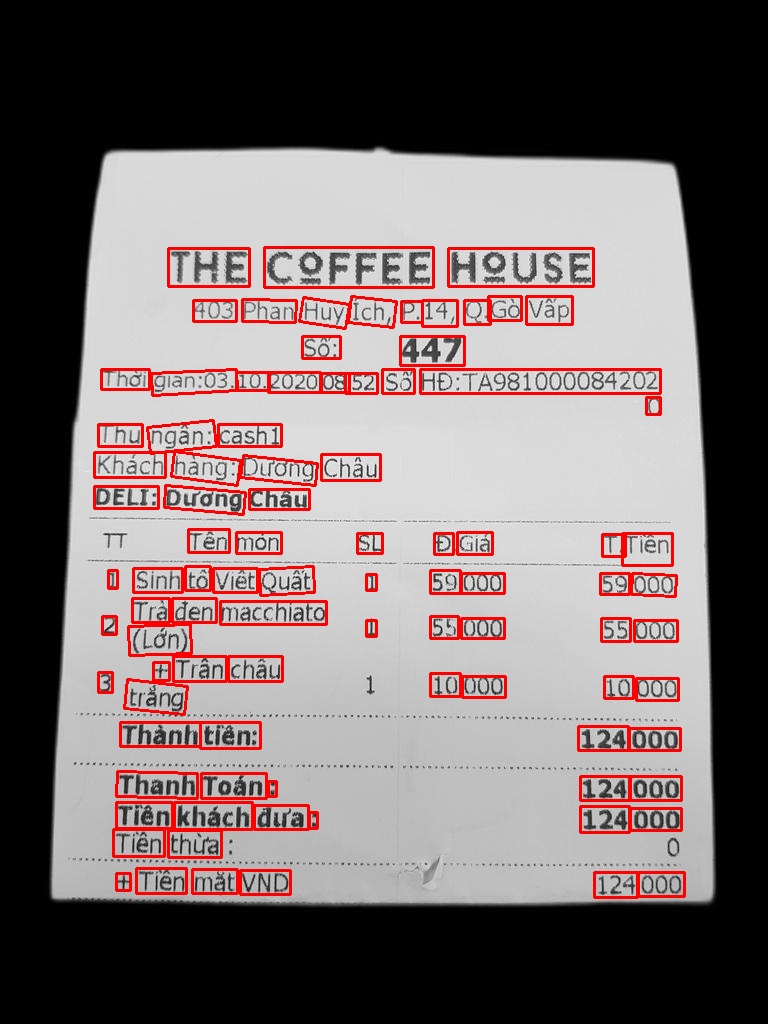 THE COFFEE HOUSE
403 Phan Huy Ích, P.14, Q.Gò Vấp
Số: 447
Thời gian:03.10.2020 08 52 Số HĐ:TA981000084202
0
Thu ngân: cash1
Khách hàng: Dương Châu
DELI: Dương Châu
TT Tên món SL Đ.Giá T.Tiền
1 Sinh tố Việt Quất 1 59 000 59 000
2 Trà đen macchiato (Lớn) 1 55 000 55 000
3 + Trân châu trắng 1 10 000 10 000
Thành tiền: 124 000
Thanh Toán : 124 000
Tiền khách đưa : 124 000
Tiền thừa : 0
+ Tiền mặt VND 124 000